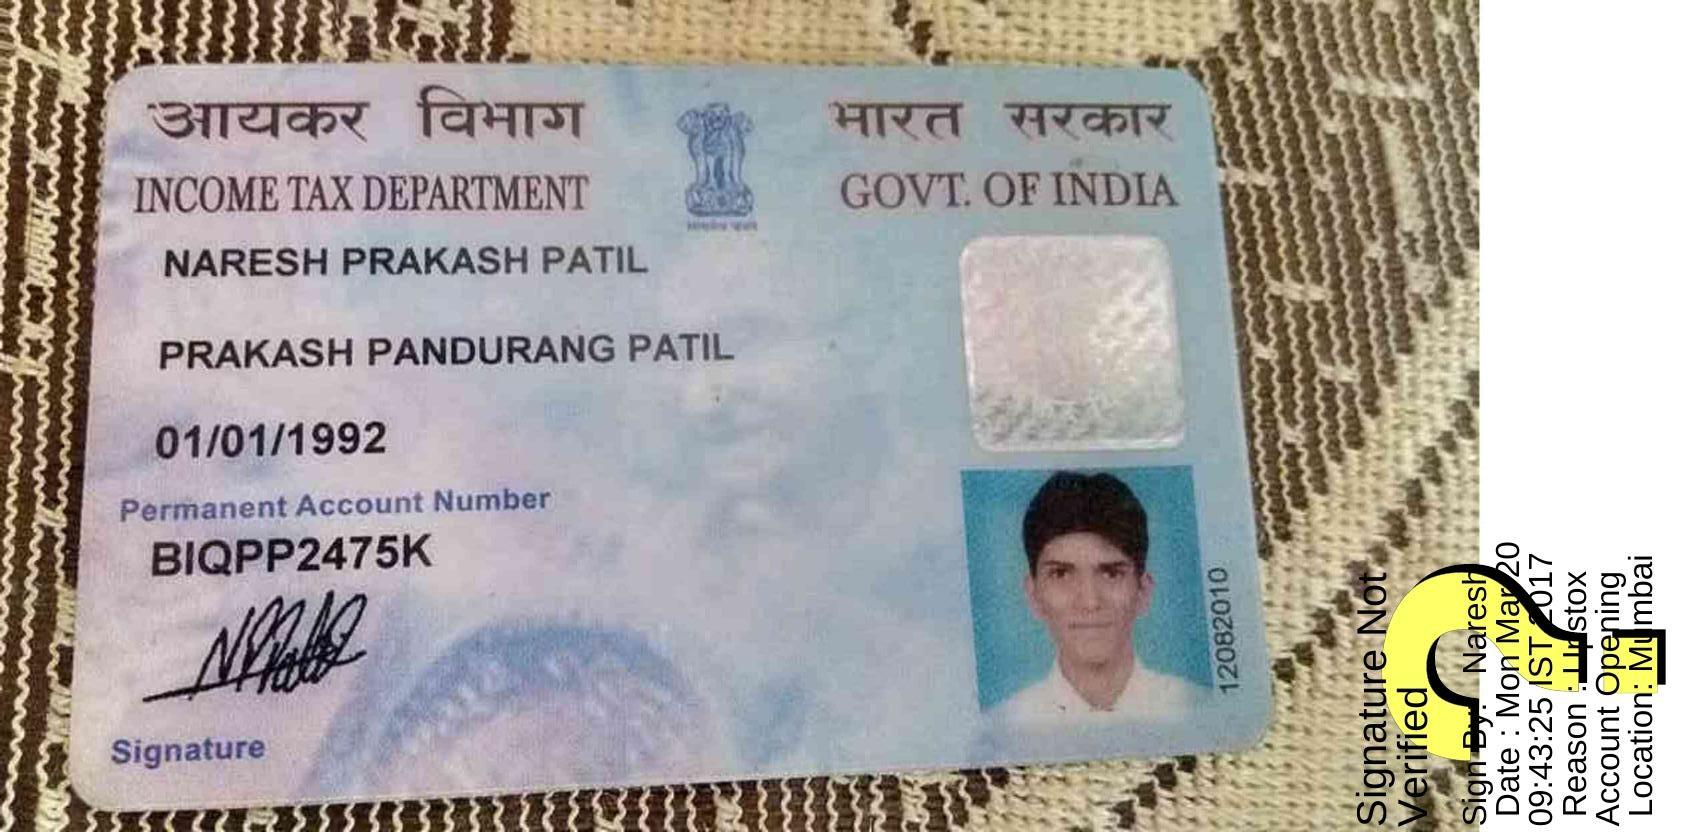 आयकर विभाग
भारत सरकार
INCOME TAX DEPARTMENT
GOVT. OF INDIA
NARESH PRAKASH PATIL
PRAKASH PANDURANG PATIL
01/01/1992
Permanent Account Number
BIQPP2475K
Signature
12082010
Signature Not
Verified
Sign By: Naresh
Date : Mon Mar 20
09:43:25 IST 2017
Reason : Upstox
Account Opening
Location: Mumbai